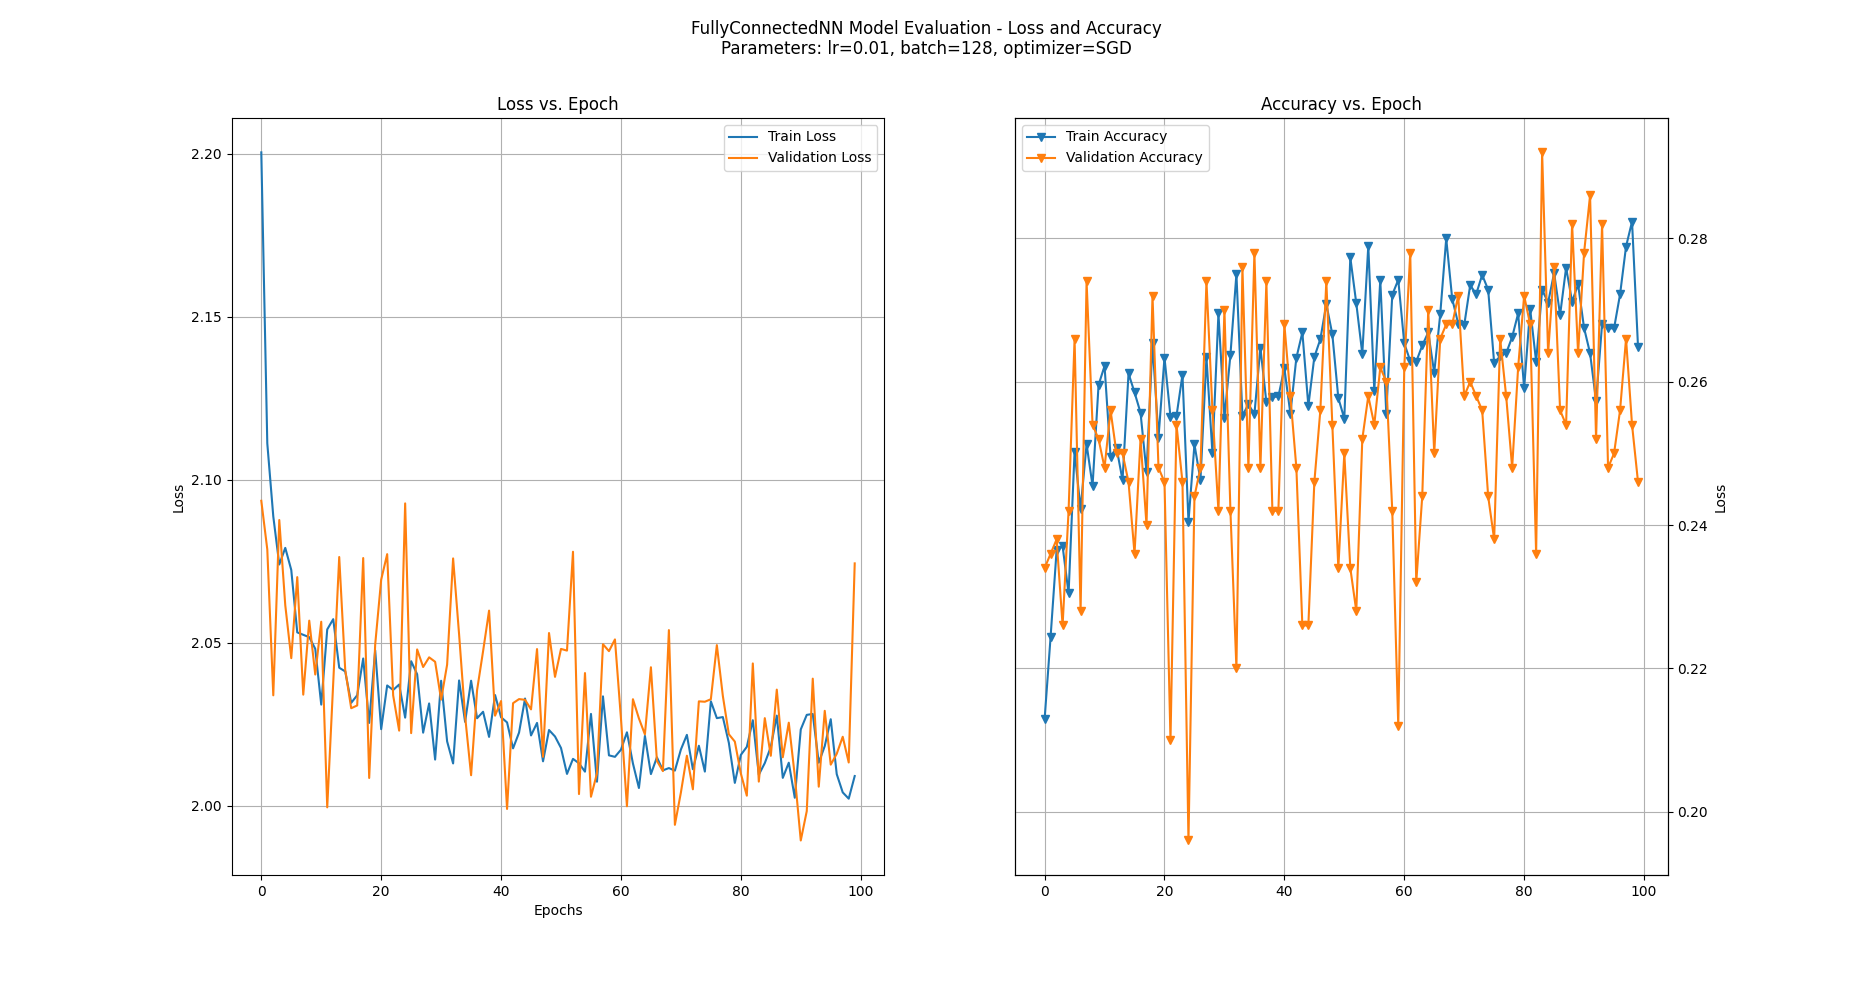 FullyConnectedNN Model Evaluation - Loss and Accuracy
Parameters: lr=0.01, batch=128, optimizer=SGD
Loss vs. Epoch
Train Loss
Validation Loss
2.20
2.15
2.10
2.05
2.00
Loss
0 20 40 60 80 100
Epochs
Accuracy vs. Epoch
Train Accuracy
Validation Accuracy
0.28
0.26
0.24
0.22
0.20
Loss
0 20 40 60 80 100